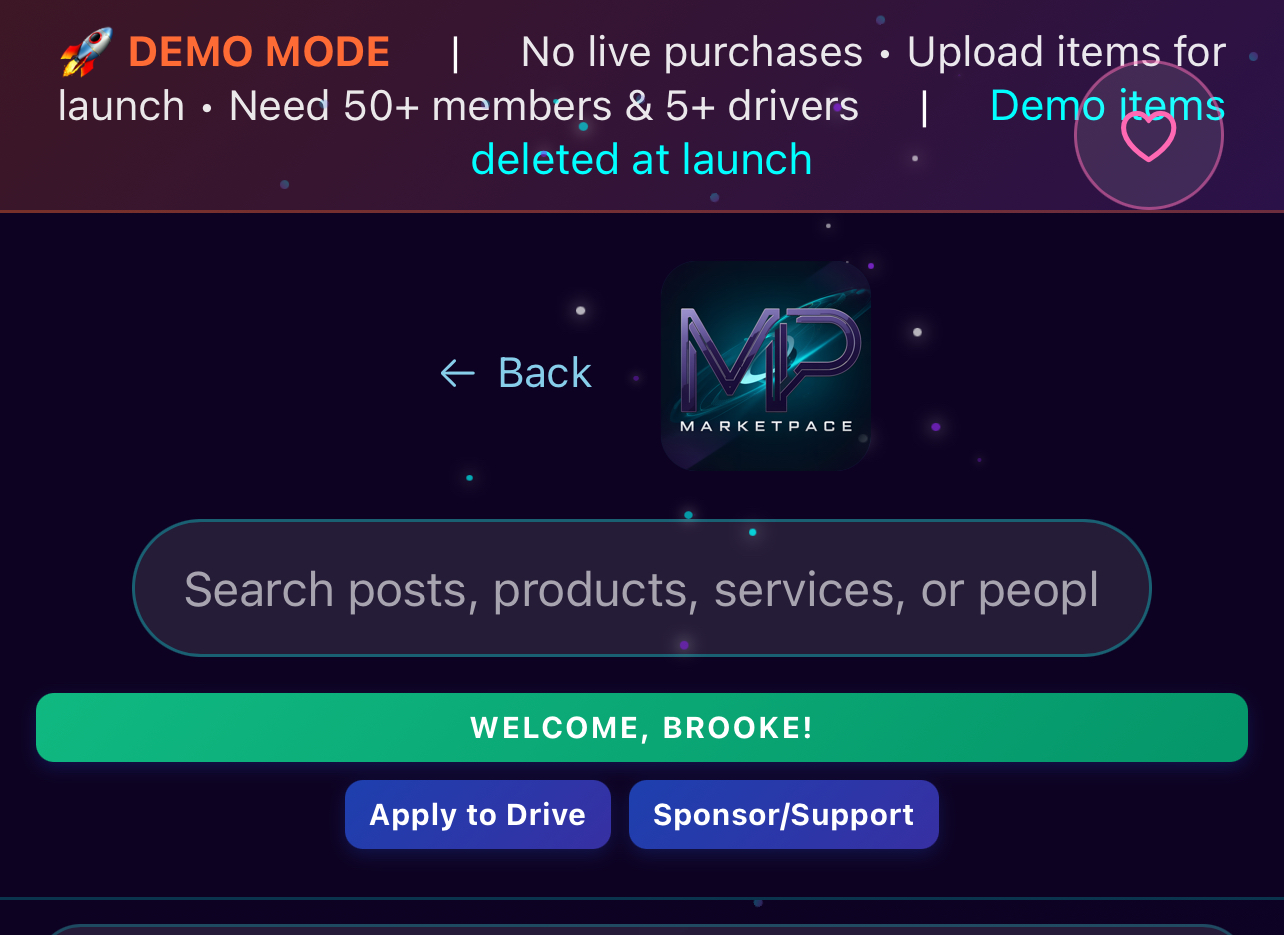 🚀 DEMO MODE | No live purchases • Upload items for
launch • Need 50+ members & 5+ drivers | Demo items
deleted at launch
← Back
MP
MARKETPACE
Search posts, products, services, or peopl
WELCOME, BROOKE!
Apply to Drive
Sponsor/Support